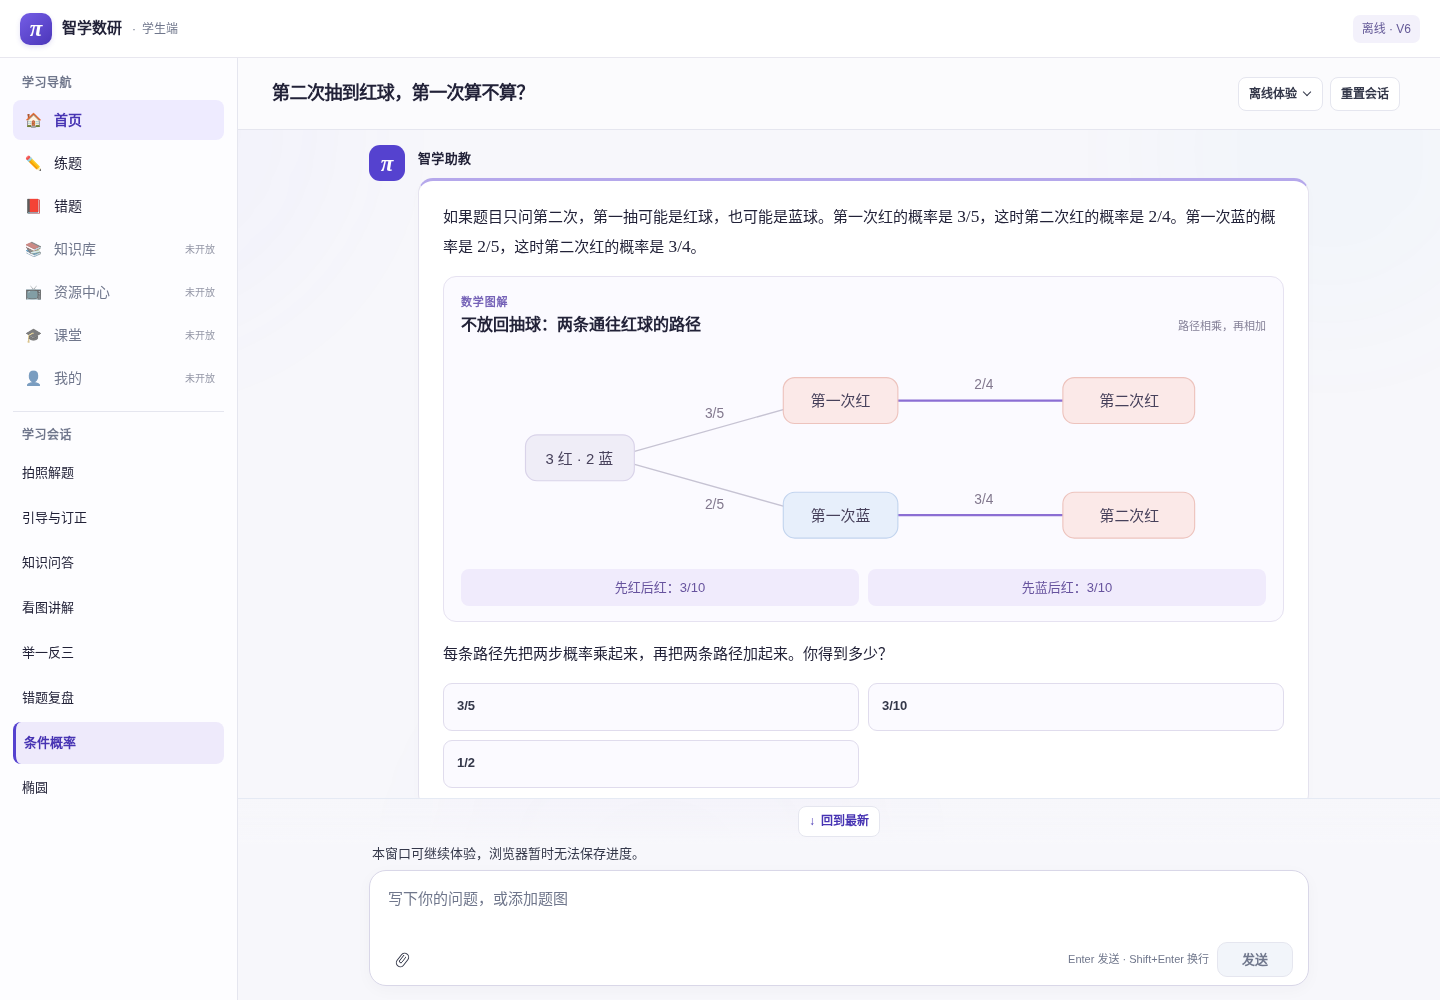 π 智学数研 · 学生端
离线 · V6
学习导航
首页
练题
错题
知识库 未开放
资源中心 未开放
课堂 未开放
我的 未开放
学习会话
拍照解题
引导与订正
知识问答
看图讲解
举一反三
错题复盘
条件概率
椭圆
第二次抽到红球，第一次算不算？
离线体验
重置会话
π 智学助教
如果题目只问第二次，第一抽可能是红球，也可能是蓝球。第一次红的概率是 3/5，这时第二次红的概率是 2/4。第一次蓝的概
率是 2/5，这时第二次红的概率是 3/4。
数学图解
不放回抽球：两条通往红球的路径
路径相乘，再相加
3 红 · 2 蓝
3/5
第一次红
2/4
第二次红
2/5
第一次蓝
3/4
第二次红
先红后红：3/10
先蓝后红：3/10
每条路径先把两步概率乘起来，再把两条路径加起来。你得到多少？
3/5
3/10
1/2
↓ 回到最新
本窗口可继续体验，浏览器暂时无法保存进度。
写下你的问题，或添加题图
Enter 发送 · Shift+Enter 换行
发送